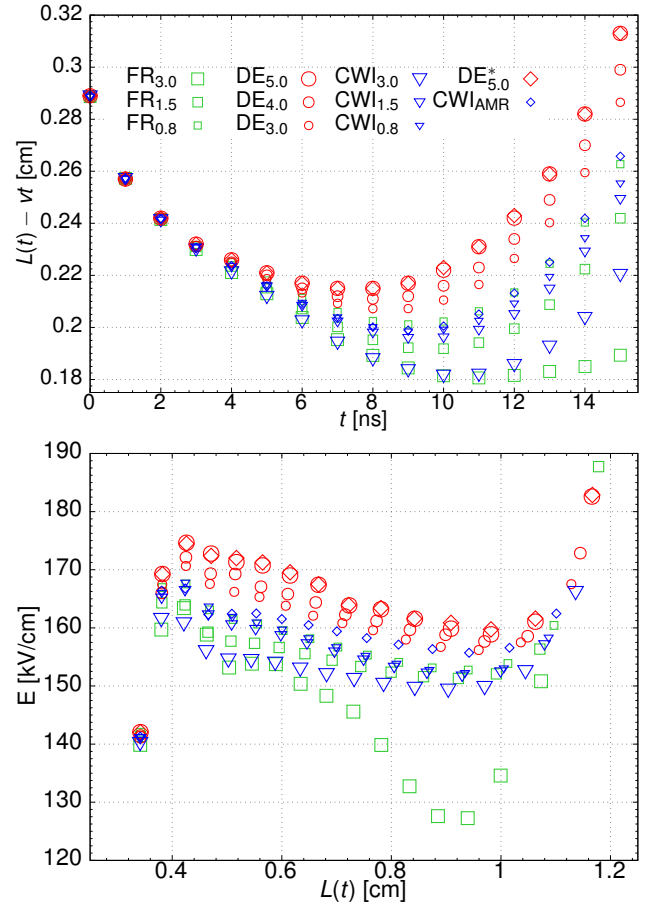 0.32
0.3
0.28
0.26
0.24
0.22
0.2
0.18
L(t) − vt [cm]
FR3.0 DE5.0 CWI3.0 DE*5.0
FR1.5 DE4.0 CWI1.5 CWIAMR
FR0.8 DE3.0 CWI0.8
0 2 4 6 8 10 12 14
t [ns]
190
180
170
160
150
140
130
120
E [kV/cm]
0.4 0.6 0.8 1 1.2
L(t) [cm]